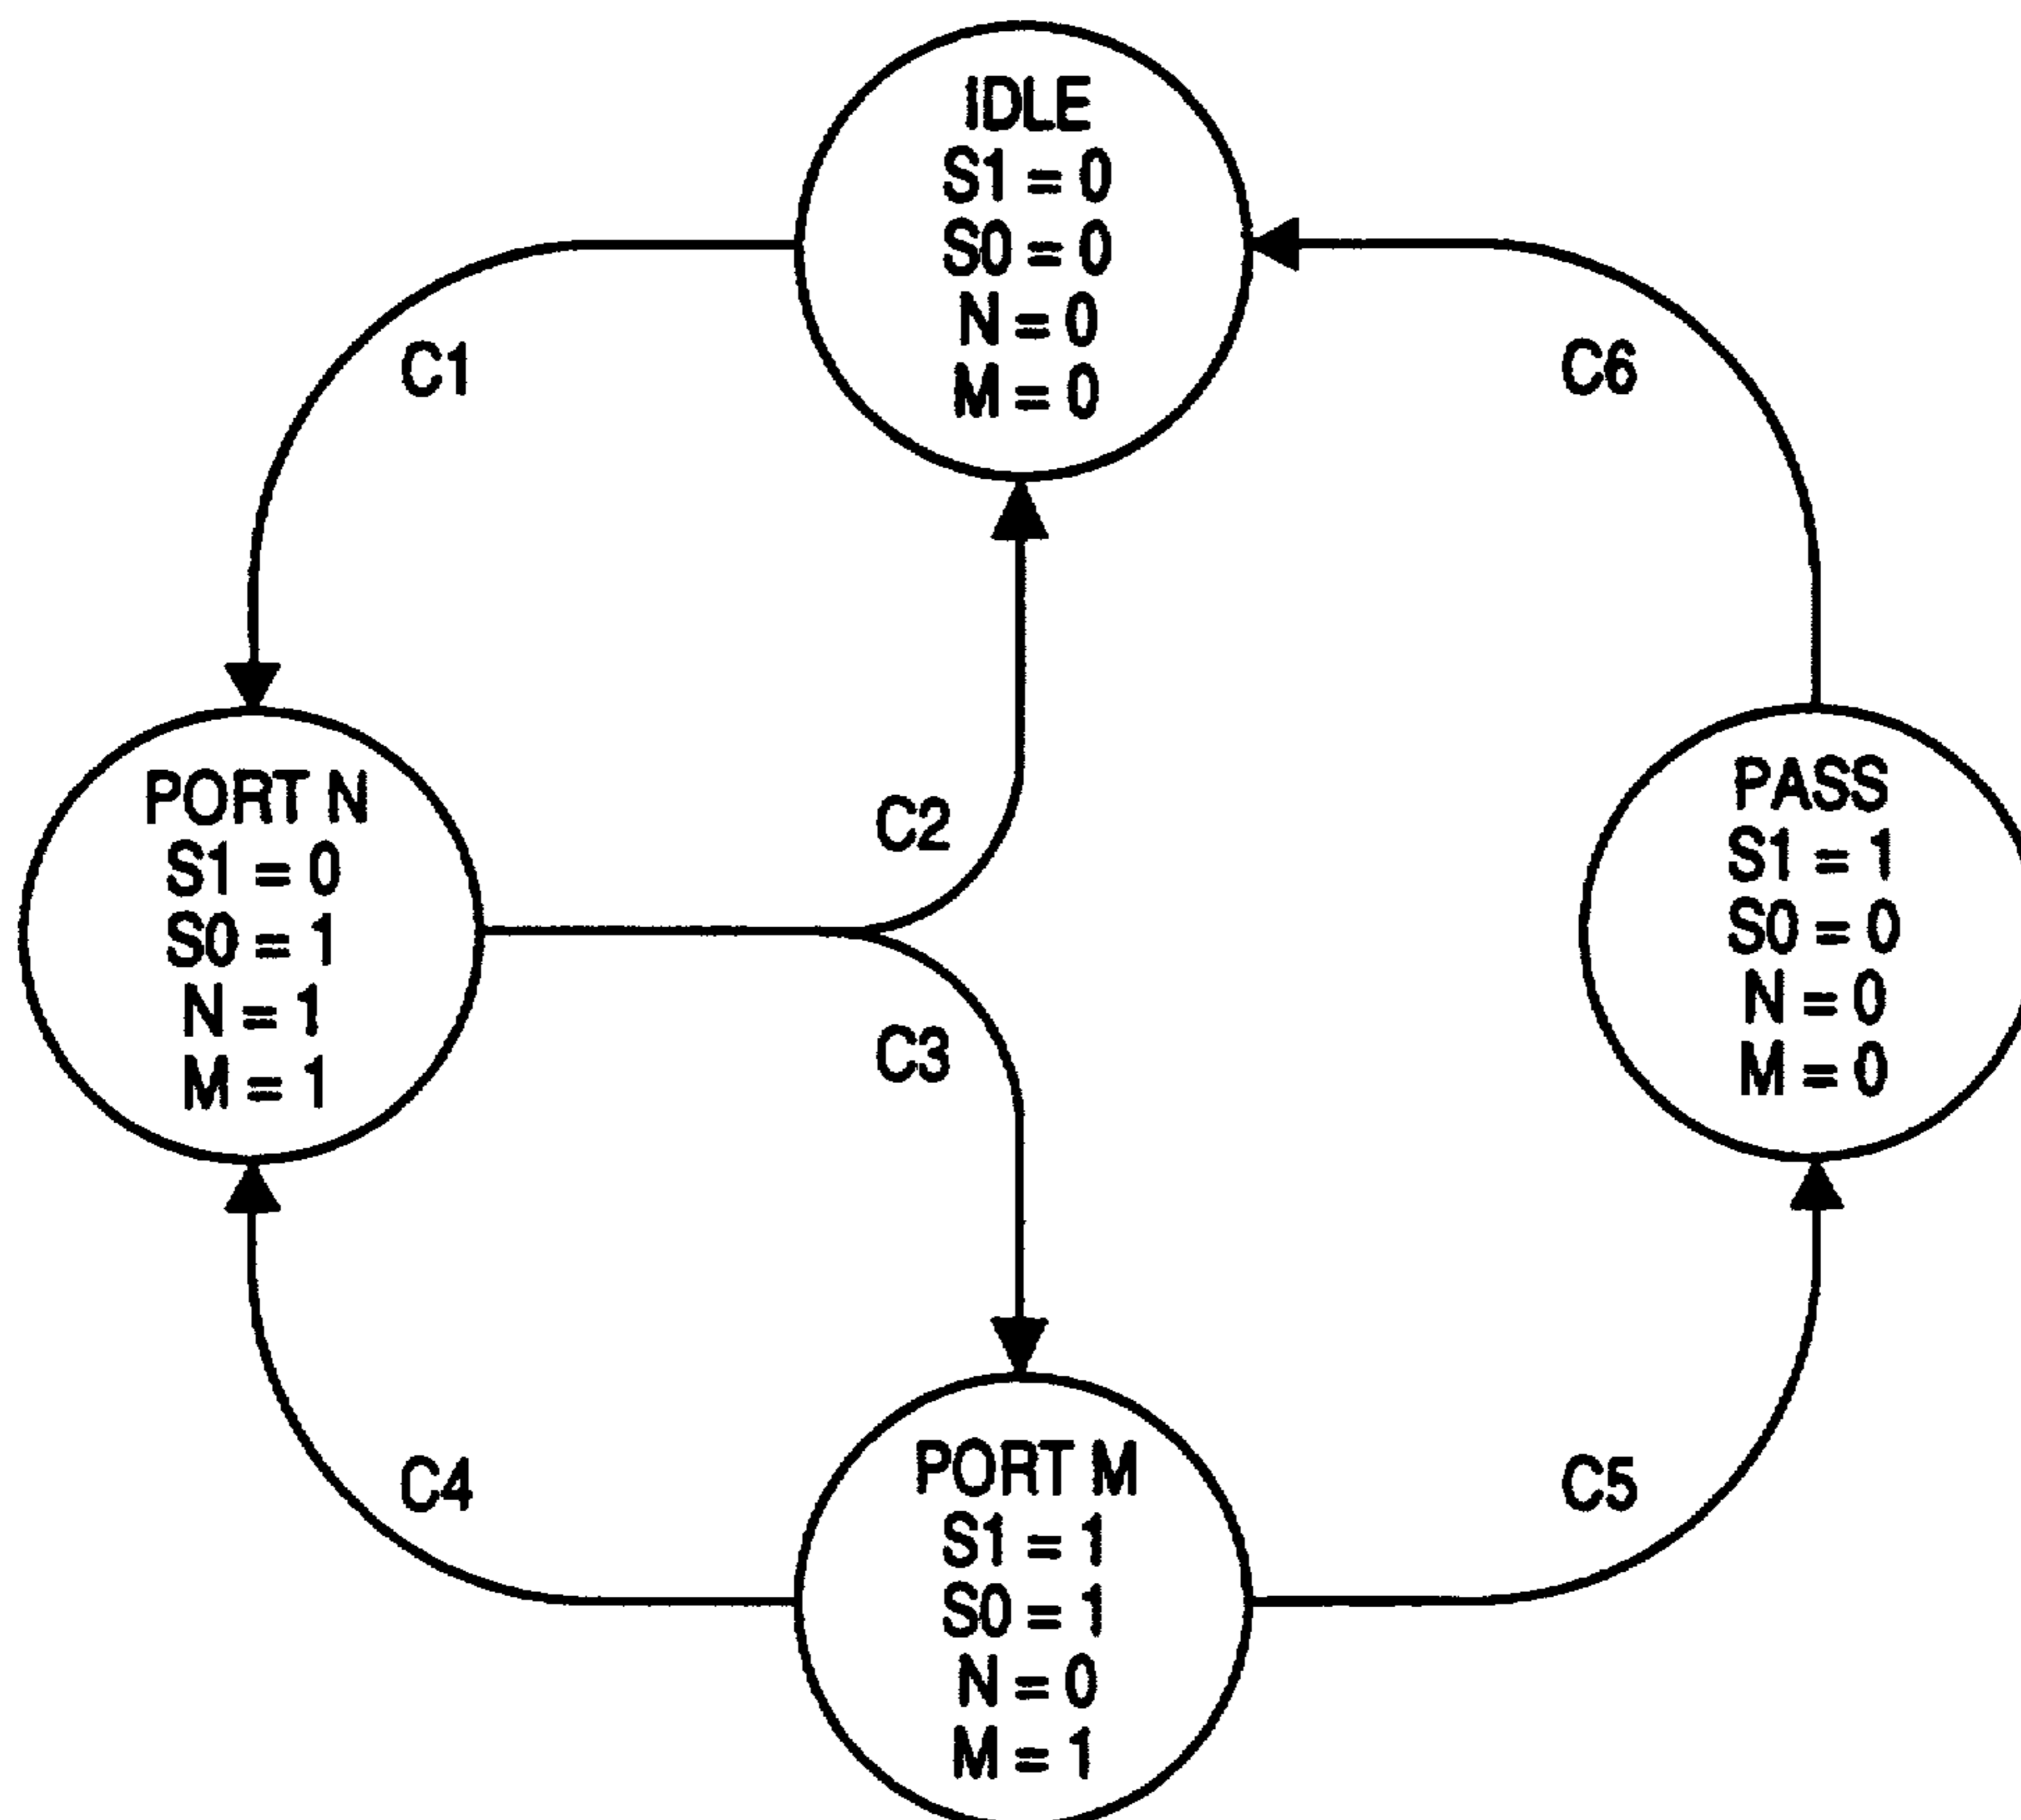 IDLE
S1 = 0
S0 = 0
N = 0
M = 0
C1
C6
PORT N
S1 = 0
S0 = 1
N = 1
M = 1
C2
C3
PASS
S1 = 1
S0 = 0
N = 0
M = 0
C4
C5
PORT M
S1 = 1
S0 = 1
N = 0
M = 1